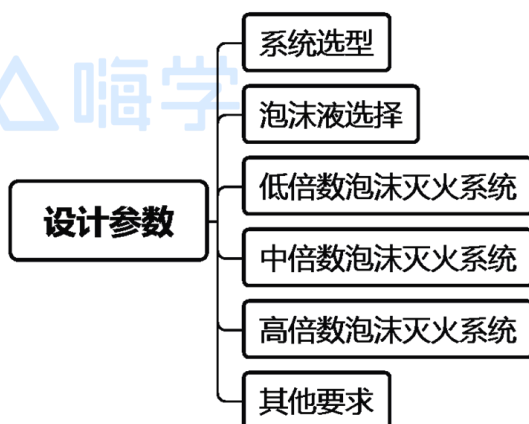 嗨学
系统选型
泡沫液选择
低倍数泡沫灭火系统
设计参数
中倍数泡沫灭火系统
高倍数泡沫灭火系统
其他要求